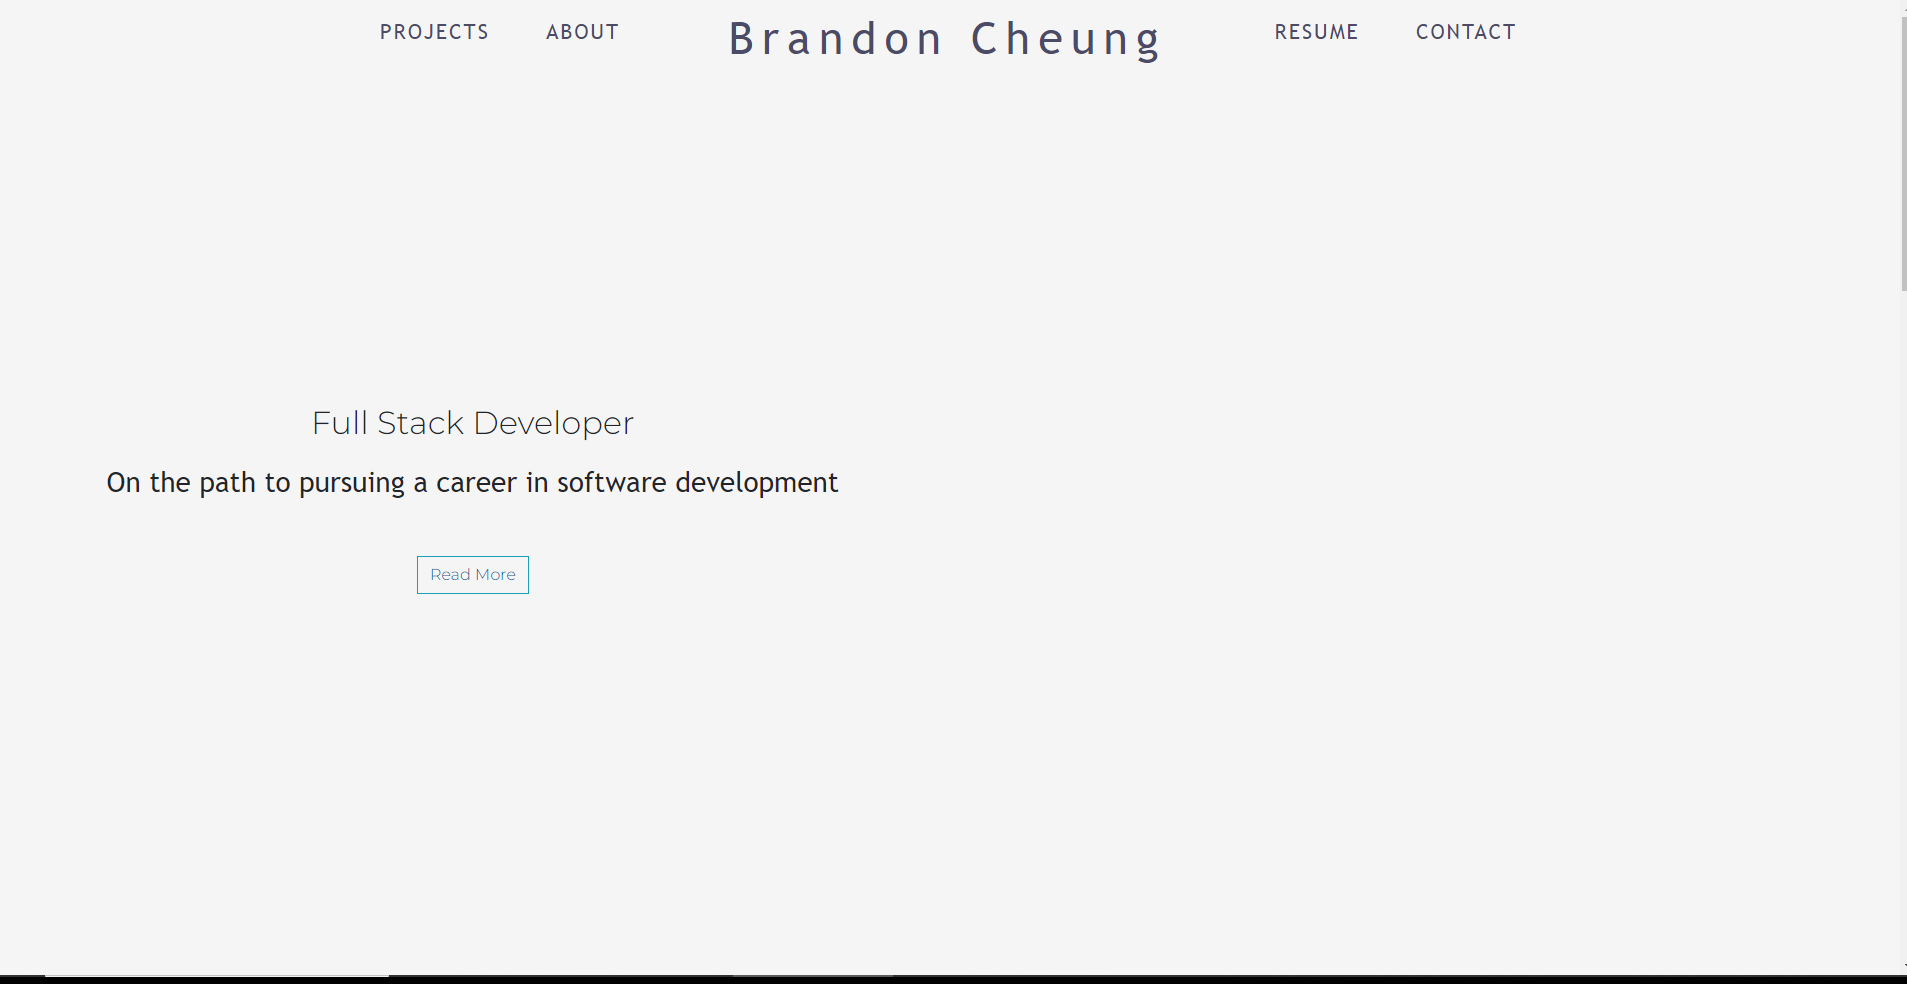 PROJECTS ABOUT Brandon Cheung RESUME CONTACT
Full Stack Developer
On the path to pursuing a career in software development
Read More